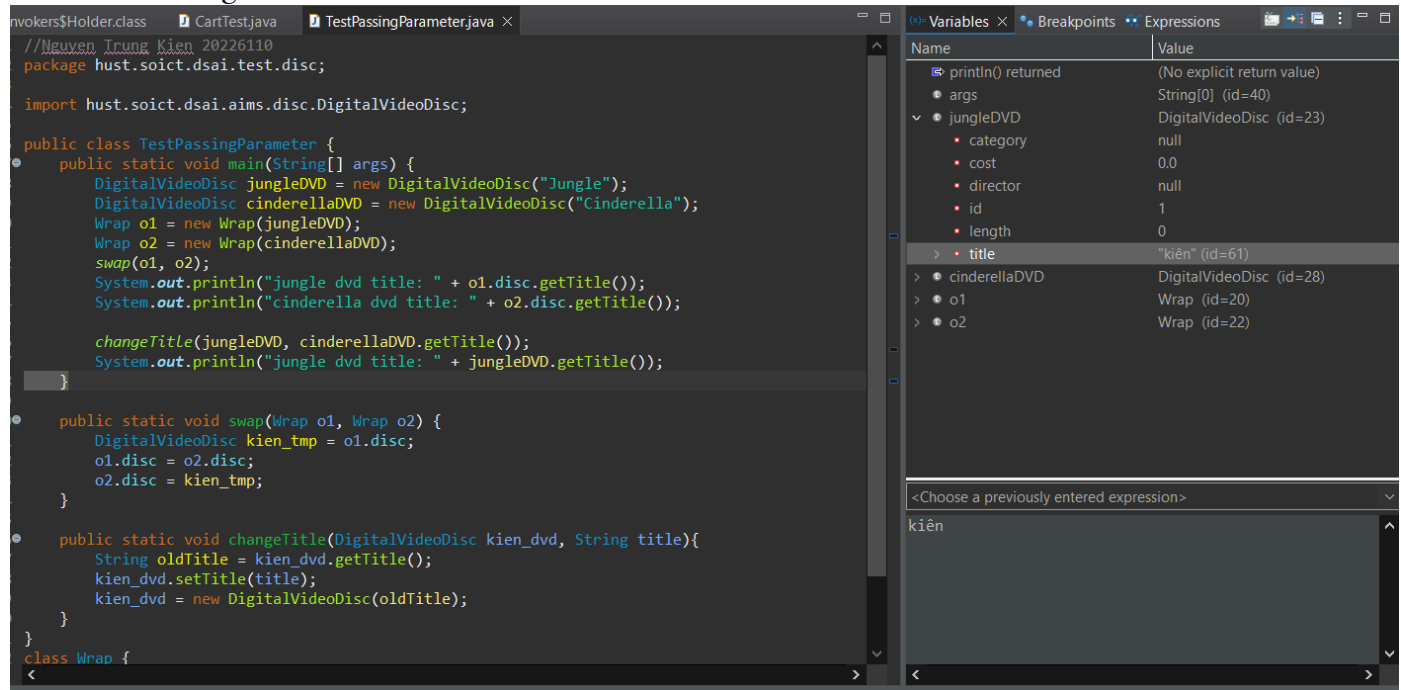 nvokers$Holder.class CartTest.java TestPassingParameter.java
//Nguyen Trung Kien 20226110
package hust.soict.dsai.test.disc;
import hust.soict.dsai.aims.disc.DigitalVideoDisc;
public class TestPassingParameter {
public static void main(String[] args) {
DigitalVideoDisc jungleDVD = new DigitalVideoDisc("Jungle");
DigitalVideoDisc cinderellaDVD = new DigitalVideoDisc("Cinderella");
Wrap o1 = new Wrap(jungleDVD);
Wrap o2 = new Wrap(cinderellaDVD);
swap(o1, o2);
System.out.println("jungle dvd title: " + o1.disc.getTitle());
System.out.println("cinderella dvd title: " + o2.disc.getTitle());
changeTitle(jungleDVD, cinderellaDVD.getTitle());
System.out.println("jungle dvd title: " + jungleDVD.getTitle());
}
public static void swap(Wrap o1, Wrap o2) {
DigitalVideoDisc kien_tmp = o1.disc;
o1.disc = o2.disc;
o2.disc = kien_tmp;
}
public static void changeTitle(DigitalVideoDisc kien_dvd, String title){
String oldTitle = kien_dvd.getTitle();
kien_dvd.setTitle(title);
kien_dvd = new DigitalVideoDisc(oldTitle);
}
}
class Wrap {
(x)= Variables Breakpoints Expressions
Name Value
println() returned (No explicit return value)
args String[0] (id=40)
jungleDVD DigitalVideoDisc (id=23)
category null
cost 0.0
director null
id 1
length 0
title "kiên" (id=61)
cinderellaDVD DigitalVideoDisc (id=28)
o1 Wrap (id=20)
o2 Wrap (id=22)
<Choose a previously entered expression>
kiên